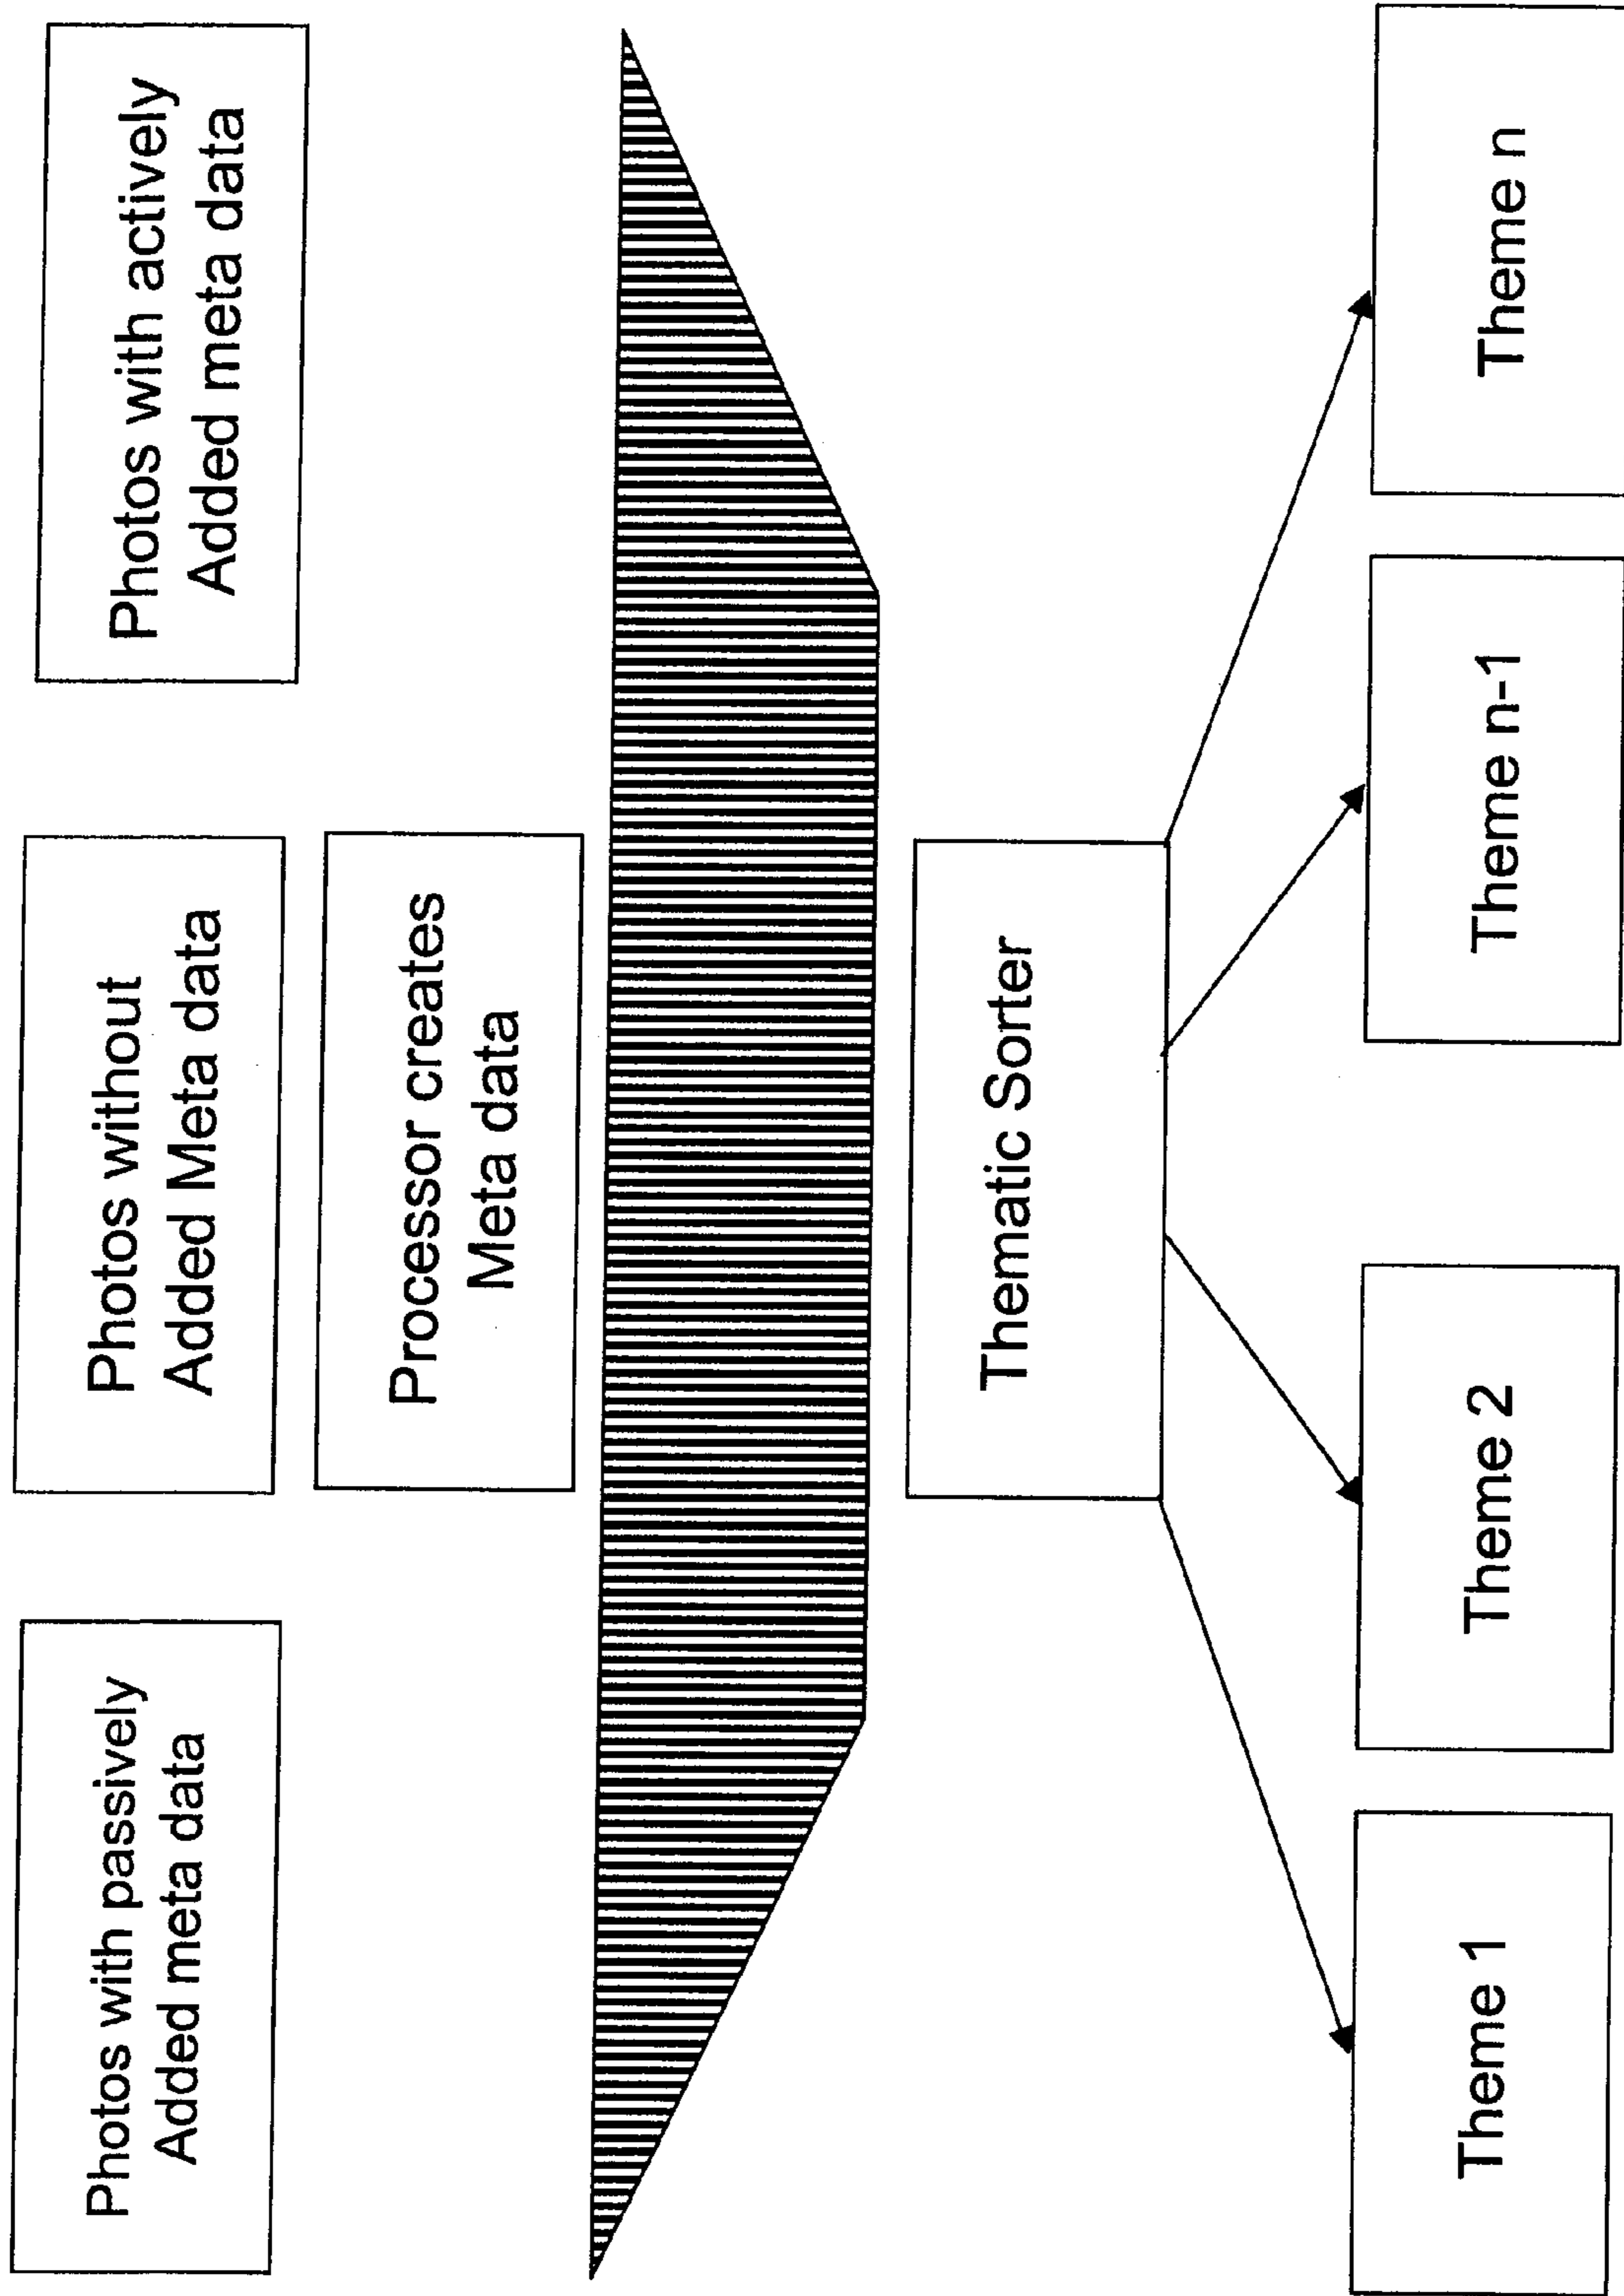 Photos with passively
Added meta data
Photos without
Added Meta data
Photos with actively
Added meta data
Processor creates
Meta data
Thematic Sorter
Theme 1
Theme 2
Theme n-1
Theme n